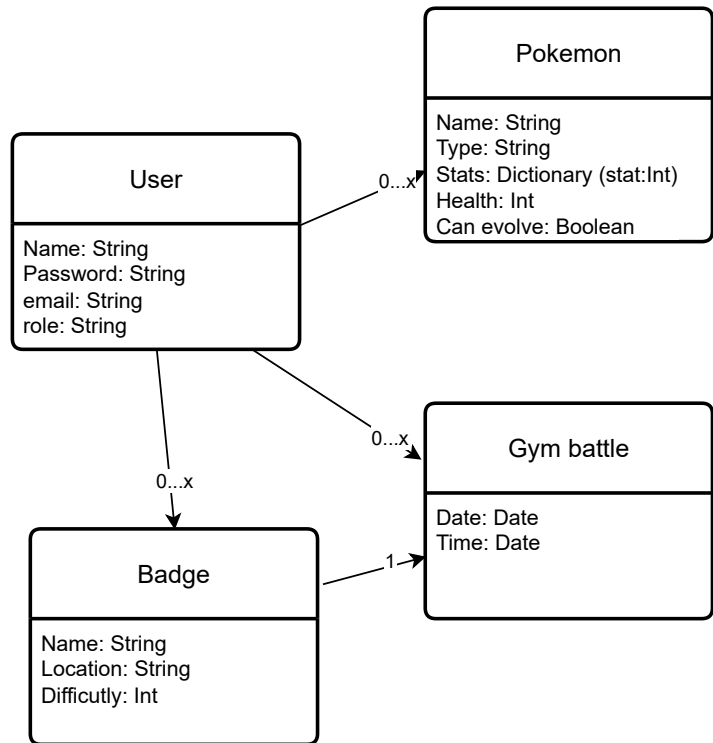 Pokemon
Name: String
Type: String
Stats: Dictionary (stat:Int)
Health: Int
Can evolve: Boolean
User
Name: String
Password: String
email: String
role: String
0...x
0...x
0...x
Gym battle
Date: Date
Time: Date
1
Badge
Name: String
Location: String
Difficutly: Int